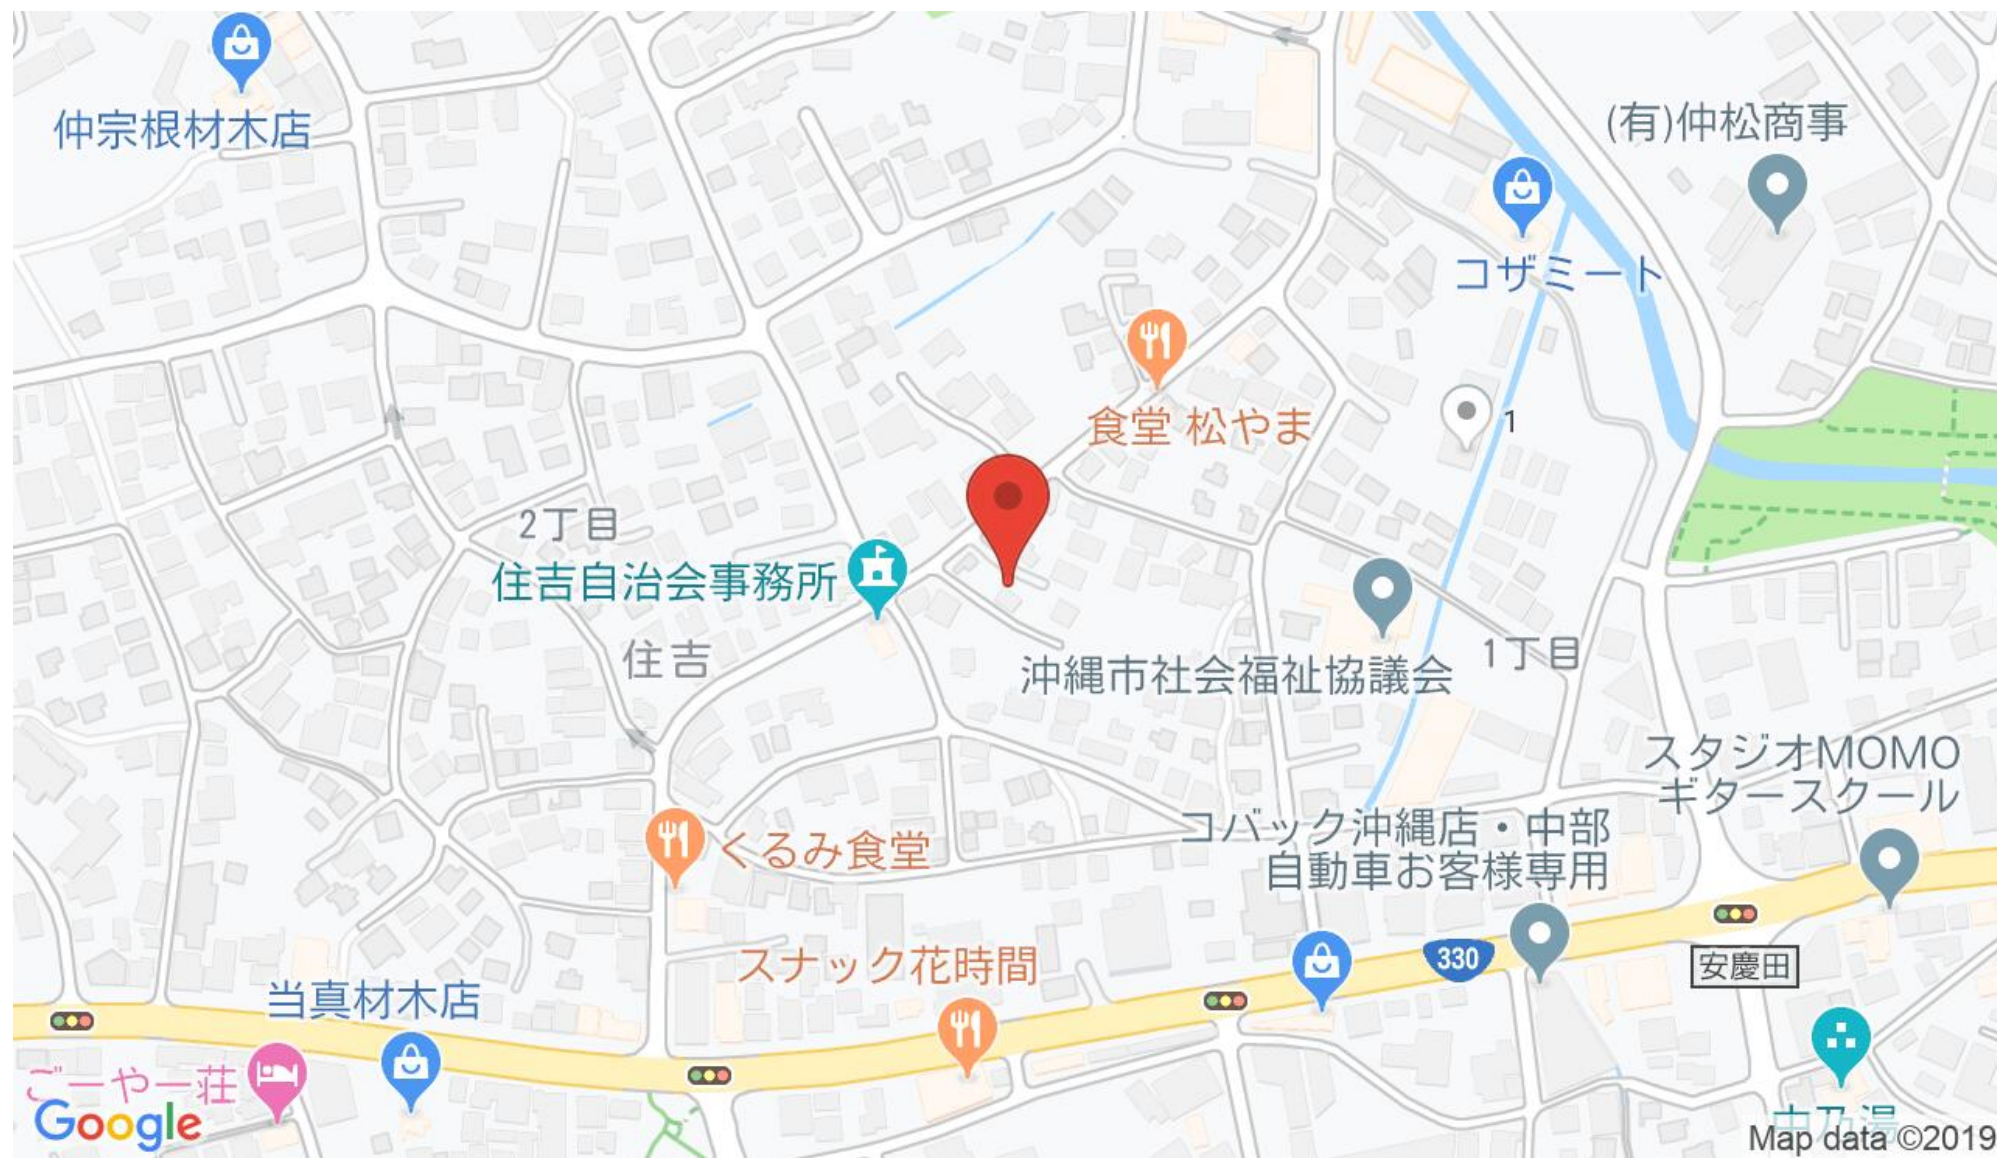 仲宗根材木店
(有)仲松商事
コザミート
食堂 松やま
1
2丁目
住吉自治会事務所
住吉
沖縄市社会福祉協議会
1丁目
スタジオMOMO
ギタースクール
コバック沖縄店・中部
自動車お客様専用
くるみ食堂
スナック花時間
330
安慶田
当真材木店
ごーやー荘
Google
中乃湯
Map data ©2019